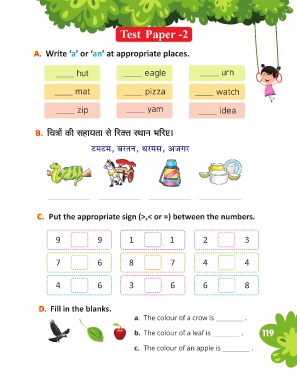 Test Paper -2
A. Write 'a' or 'an' at appropriate places.
____ hut ____ eagle ____ urn
____ mat ____ pizza ____ watch
____ zip ____ yam ____ idea
B. चित्रों की सहायता से रिक्त स्थान भरिए।
टमटम, बरतन, थरमस, अजगर
C. Put the appropriate sign (>,< or =) between the numbers.
9 9 1 1 2 3
7 6 8 7 4 4
4 6 3 6 6 8
D. Fill in the blanks.
a. The colour of a crow is ________ .
b. The colour of a leaf is ________ .
c. The colour of an apple is ________ .
119